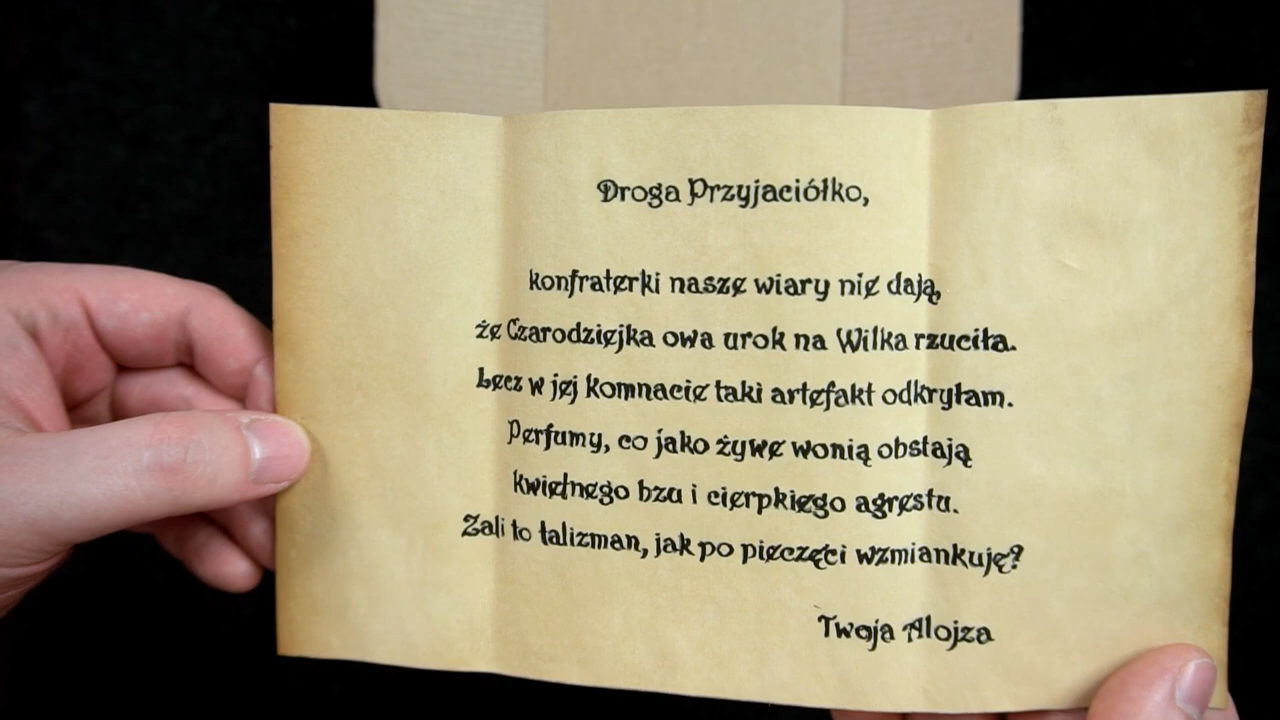 Droga Przyjaciółko,
konfraterki nasze wiary nie dają,
że Czarodziejka owa urok na Wilka rzuciła.
Lecz w jej komnacie taki artefakt odkryłam.
Perfumy, co jako żywe wonią obstają
kwietnego bzu i cierpkiego agrestu.
Zali to talizman, jak po pieczęci wzmiankuję?
Twoja Alojza